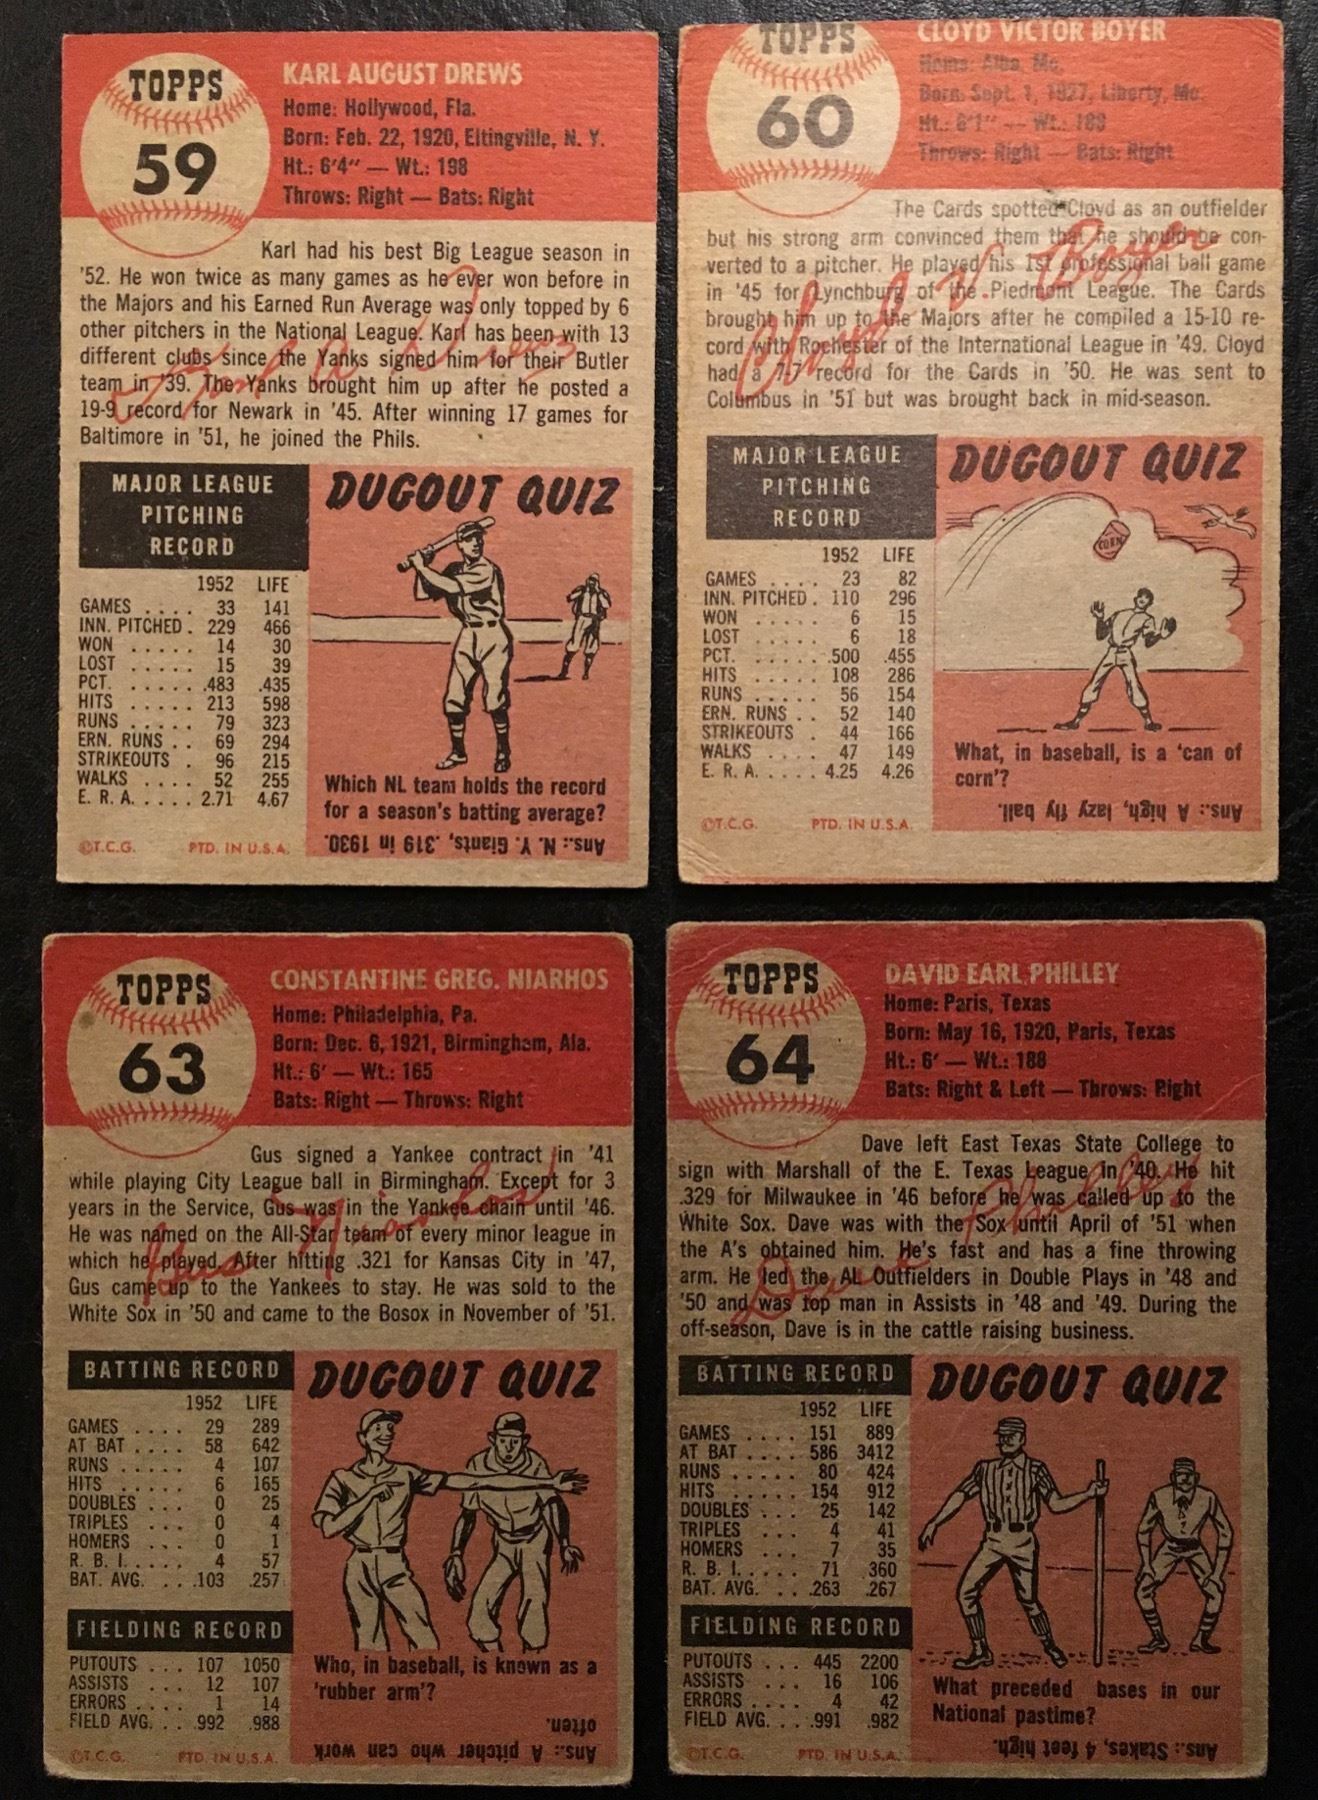 TOPPS
59
KARL AUGUST DREWS
Home: Hollywood, Fla.
Born: Feb. 22, 1920, Eltingville, N. Y.
Ht.: 6'4" — Wt.: 198
Throws: Right — Bats: Right
Karl had his best Big League season in
'52. He won twice as many games as he ever won before in
the Majors and his Earned Run Average was only topped by 6
other pitchers in the National League. Karl has been with 13
different clubs since the Yanks signed him for their Butler
team in '39. The Yanks brought him up after he posted a
19-9 record for Newark in '45. After winning 17 games for
Baltimore in '51, he joined the Phils.
Karl A. Drews
MAJOR LEAGUE
PITCHING
RECORD
1952 LIFE
GAMES .... 33 141
INN. PITCHED . 229 466
WON ..... 14 30
LOST ..... 15 39
PCT. ...... .483 .435
HITS ..... 213 598
RUNS ..... 79 323
ERN. RUNS .. 69 294
STRIKEOUTS . 96 215
WALKS .... 52 255
E. R. A. .... 2.71 4.67
©T.C.G. PTD. IN U.S.A.
DUGOUT QUIZ
Which NL team holds the record
for a season's batting average?
Ans.: N. Y. Giants, .319 in 1930.
TOPPS
60
CLOYD VICTOR BOYER
Home: Alba, Mo.
Born: Sept. 1, 1927, Liberty, Mo.
Ht.: 6'1" — Wt.: 188
Throws: Right — Bats: Right
The Cards spotted Cloyd as an outfielder
but his strong arm convinced them that he should be con-
verted to a pitcher. He played his 1st professional ball game
in '45 for Lynchburg of the Piedmont League. The Cards
brought him up to the Majors after he compiled a 15-10 re-
cord with Rochester of the International League in '49. Cloyd
had a 7-7 record for the Cards in '50. He was sent to
Columbus in '51 but was brought back in mid-season.
Cloyd V. Boyer
MAJOR LEAGUE
PITCHING
RECORD
1952 LIFE
GAMES .... 23 82
INN. PITCHED . 110 296
WON ..... 6 15
LOST ..... 6 18
PCT. ...... .500 .455
HITS ..... 108 286
RUNS ..... 56 154
ERN. RUNS .. 52 140
STRIKEOUTS . 44 166
WALKS .... 47 149
E. R. A. .... 4.25 4.26
©T.C.G. PTD. IN U.S.A.
DUGOUT QUIZ
CORN
What, in baseball, is a 'can of
corn'?
Ans.: A high, lazy fly ball.
TOPPS
63
CONSTANTINE GREG. NIARHOS
Home: Philadelphia, Pa.
Born: Dec. 6, 1921, Birmingham, Ala.
Ht.: 6' — Wt.: 165
Bats: Right — Throws: Right
Gus signed a Yankee contract in '41
while playing City League ball in Birmingham. Except for 3
years in the Service, Gus was in the Yankee chain until '46.
He was named on the All-Star team of every minor league in
which he played. After hitting .321 for Kansas City in '47,
Gus came up to the Yankees to stay. He was sold to the
White Sox in '50 and came to the Bosox in November of '51.
Gus Niarhos
BATTING RECORD
1952 LIFE
GAMES .... 29 289
AT BAT .... 58 642
RUNS ..... 4 107
HITS ..... 6 165
DOUBLES ... 0 25
TRIPLES ... 0 4
HOMERS ... 0 1
R. B. I. .... 4 57
BAT. AVG. .. .103 .257
FIELDING RECORD
PUTOUTS ... 107 1050
ASSISTS ... 12 107
ERRORS .... 1 14
FIELD AVG. .. .992 .988
©T.C.G. PTD. IN U.S.A.
DUGOUT QUIZ
Who, in baseball, is known as a
'rubber arm'?
Ans.: A pitcher who can work
often.
TOPPS
64
DAVID EARL PHILLEY
Home: Paris, Texas
Born: May 16, 1920, Paris, Texas
Ht.: 6' — Wt.: 188
Bats: Right & Left — Throws: Right
Dave left East Texas State College to
sign with Marshall of the E. Texas League in '40. He hit
.329 for Milwaukee in '46 before he was called up to the
White Sox. Dave was with the Sox until April of '51 when
the A's obtained him. He's fast and has a fine throwing
arm. He led the AL Outfielders in Double Plays in '48 and
'50 and was top man in Assists in '48 and '49. During the
off-season, Dave is in the cattle raising business.
Dave Philley
BATTING RECORD
1952 LIFE
GAMES .... 151 889
AT BAT .... 586 3412
RUNS ..... 80 424
HITS ..... 154 912
DOUBLES ... 25 142
TRIPLES ... 4 41
HOMERS ... 7 35
R. B. I. .... 71 360
BAT. AVG. .. .263 .267
FIELDING RECORD
PUTOUTS ... 445 2200
ASSISTS ... 16 106
ERRORS .... 4 42
FIELD AVG. .. .991 .982
©T.C.G. PTD. IN U.S.A.
DUGOUT QUIZ
What preceded bases in our
National pastime?
Ans.: Stakes, 4 feet high.